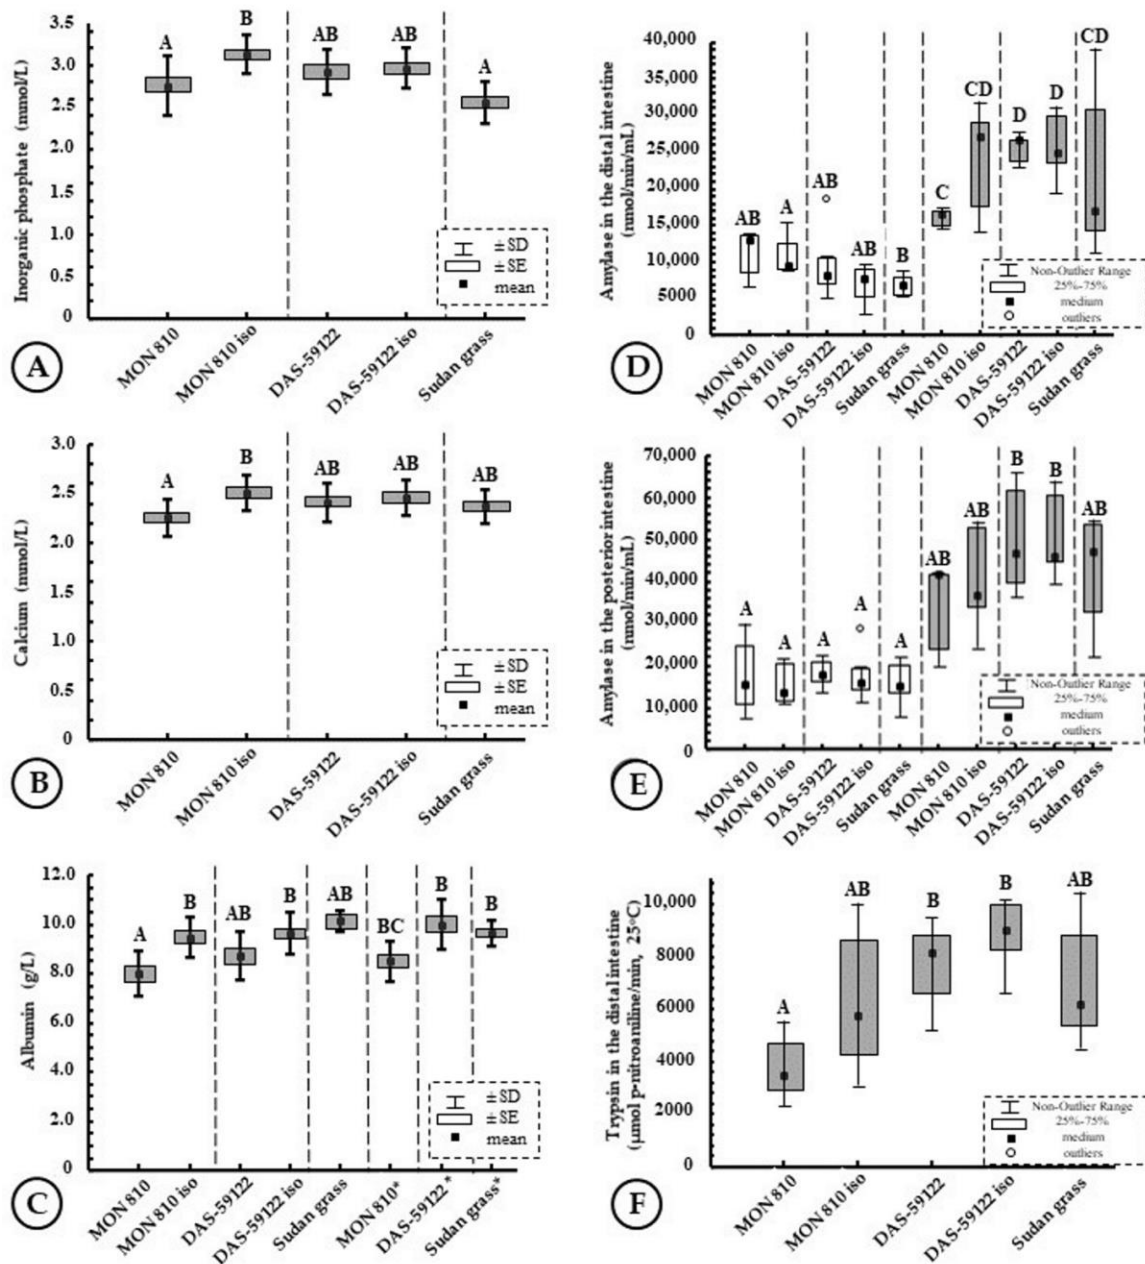 Inorganic phosphate (mmol/L)
3.5
3.0
2.5
2.0
1.5
1.0
0.5
0
A
B
AB
AB
A
±SD
±SE
mean
MON 810
MON 810 iso
DAS-59122
DAS-59122 iso
Sudan grass
A
Calcium (mmol/L)
3.0
2.5
2.0
1.5
1.0
0.5
0
A
B
AB
AB
AB
±SD
±SE
mean
MON 810
MON 810 iso
DAS-59122
DAS-59122 iso
Sudan grass
B
Albumin (g/L)
12.0
10.0
8.0
6.0
4.0
2.0
0
A
B
AB
B
AB
BC
B
B
±SD
±SE
mean
MON 810
MON 810 iso
DAS-59122
DAS-59122 iso
Sudan grass
MON 810*
DAS-59122*
Sudan grass*
C
Amylase in the distal intestine
(nmol/min/mL)
40,000
35,000
30,000
25,000
20,000
15,000
10,000
5000
0
AB
A
AB
AB
B
C
CD
D
D
CD
Non-Outlier Range
25%-75%
medium
outliers
MON 810
MON 810 iso
DAS-59122
DAS-59122 iso
Sudan grass
MON 810
MON 810 iso
DAS-59122
DAS-59122 iso
Sudan grass
D
Amylase in the posterior intestine
(nmol/min/mL)
70,000
60,000
50,000
40,000
30,000
20,000
10,000
0
A
A
A
A
A
AB
AB
B
B
AB
Non-Outlier Range
25%-75%
medium
outliers
MON 810
MON 810 iso
DAS-59122
DAS-59122 iso
Sudan grass
MON 810
MON 810 iso
DAS-59122
DAS-59122 iso
Sudan grass
E
Trypsin in the distal intestine
(µmol p-nitroaniline/min, 25°C)
10,000
8000
6000
4000
2000
0
A
AB
B
B
AB
Non-Outlier Range
25%-75%
medium
outliers
MON 810
MON 810 iso
DAS-59122
DAS-59122 iso
Sudan grass
F